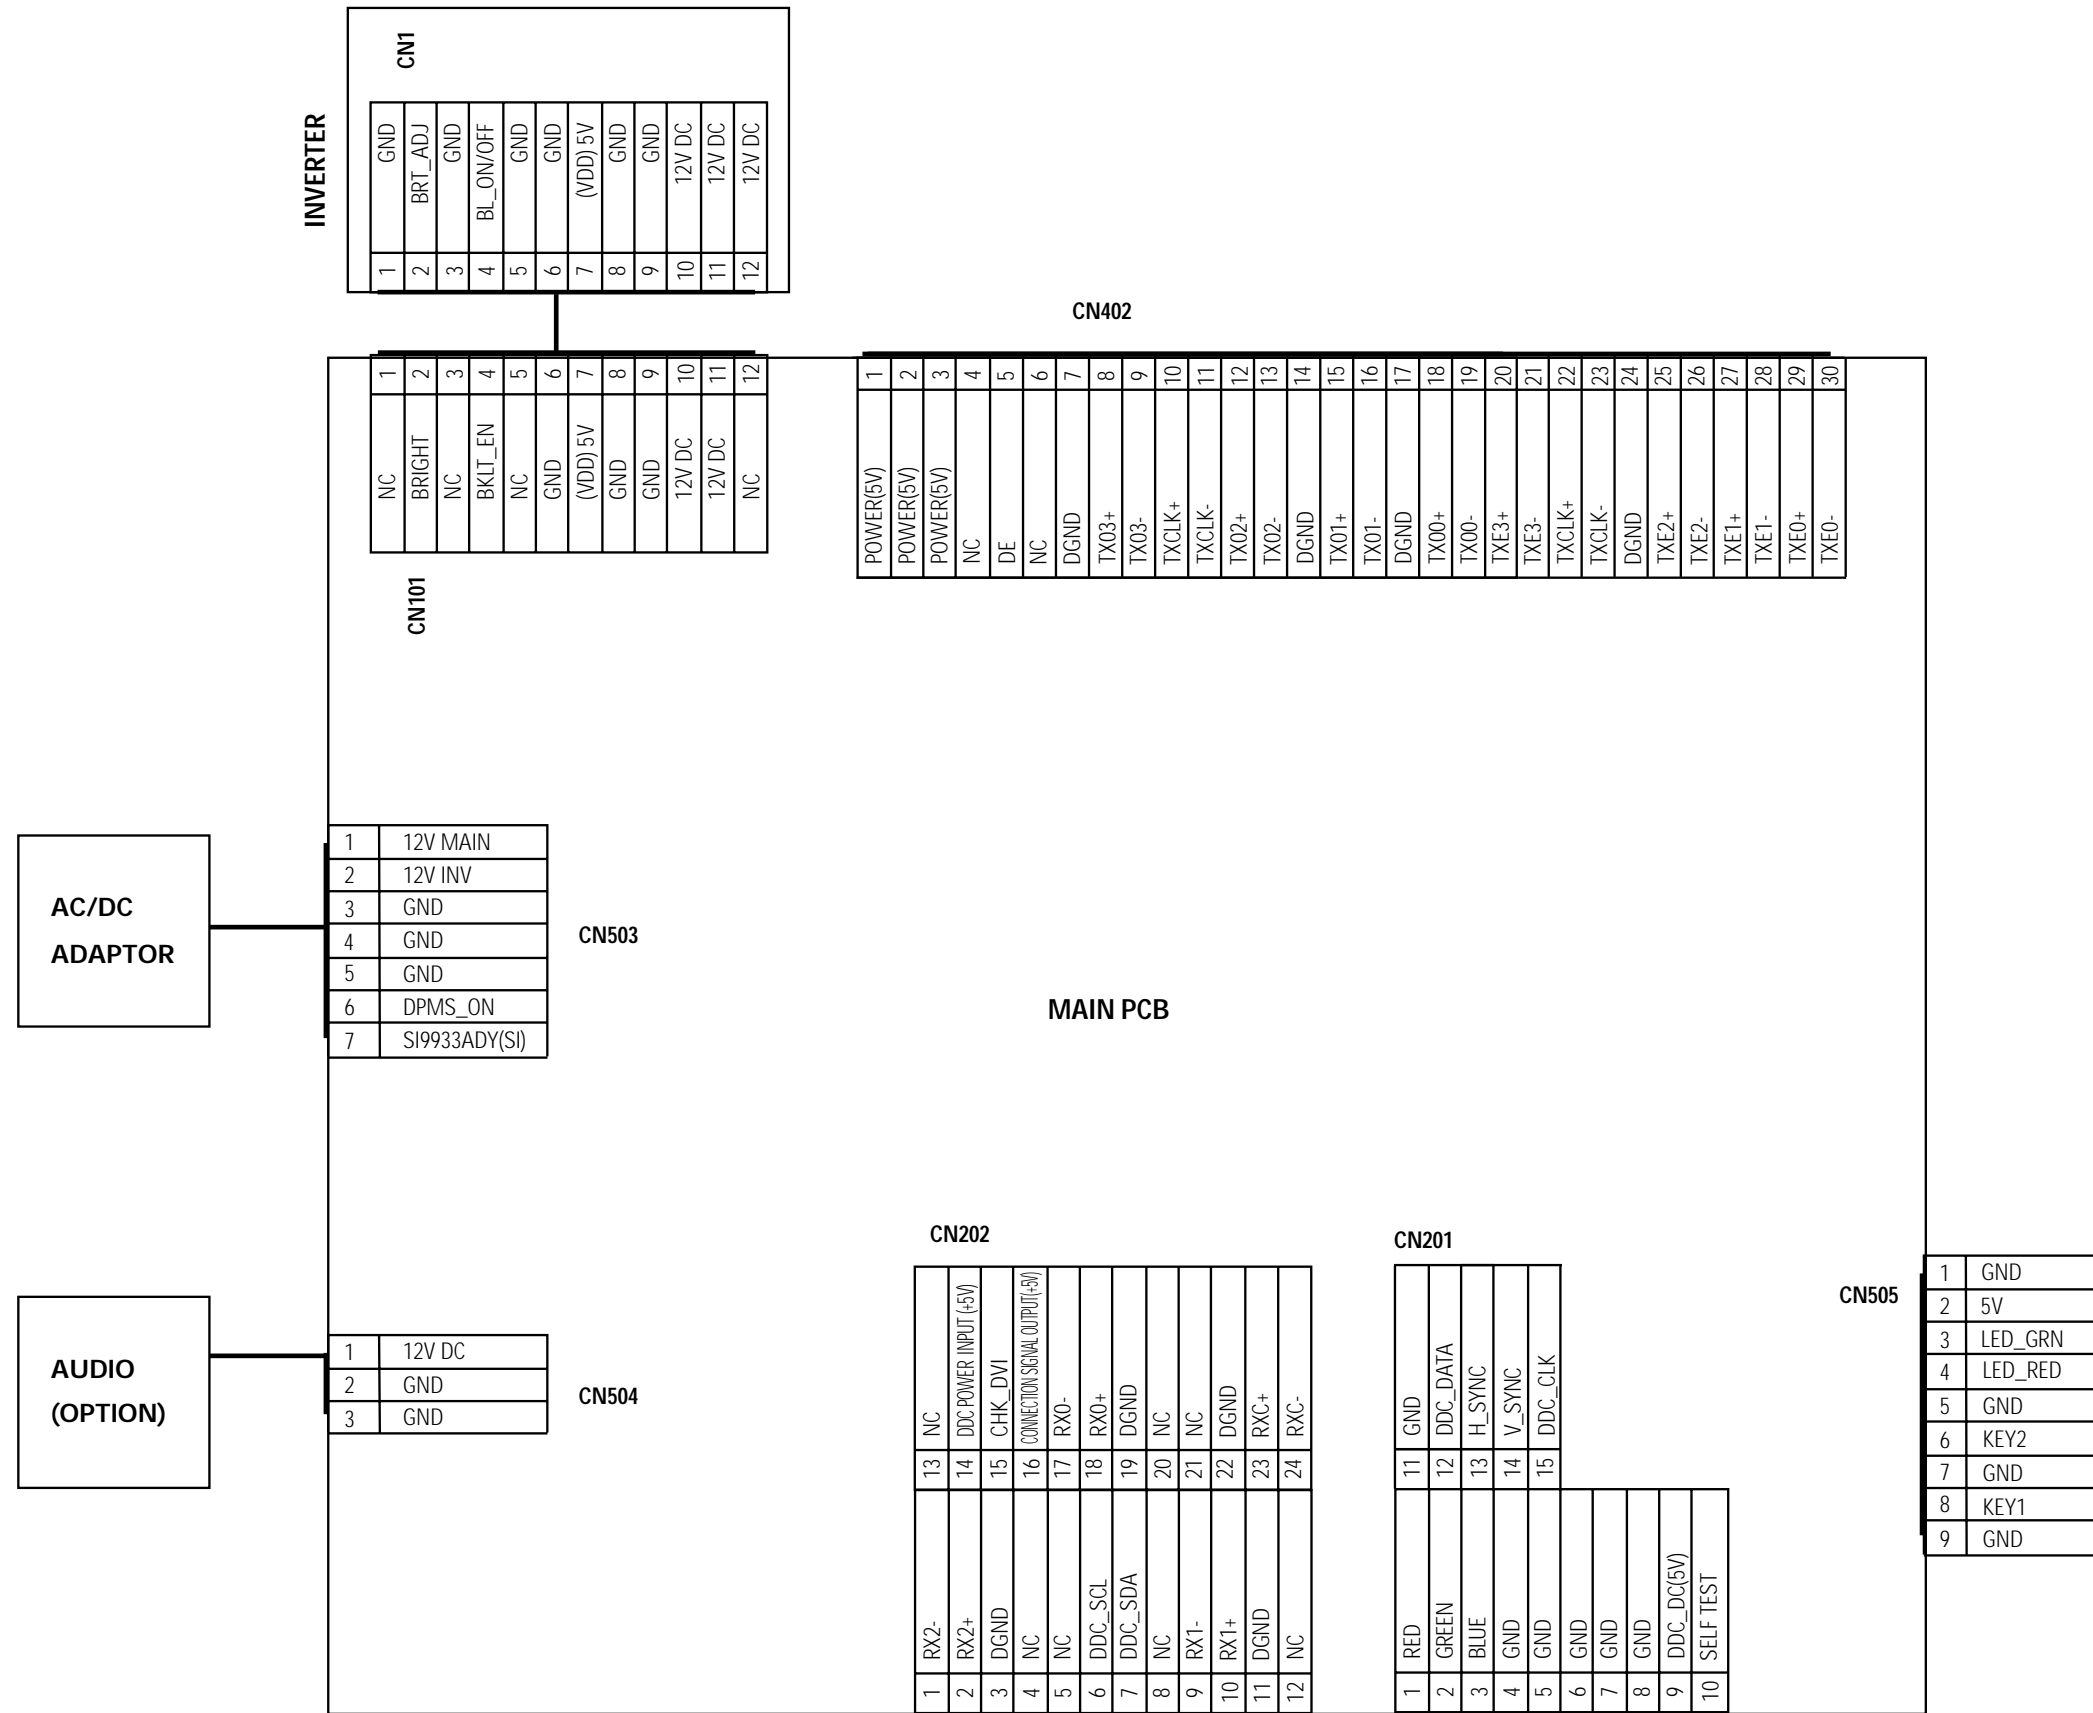 CN1
INVERTER
1 GND
2 BRT_ADJ
3 GND
4 BL_ON/OFF
5 GND
6 GND
7 (VDD) 5V
8 GND
9 GND
10 12V DC
11 12V DC
12 12V DC
1 NC
2 BRIGHT
3 NC
4 BKLT_EN
5 NC
6 GND
7 (VDD) 5V
8 GND
9 GND
10 12V DC
11 12V DC
12 NC
CN101
CN402
1 POWER(5V)
2 POWER(5V)
3 POWER(5V)
4 NC
5 DE
6 NC
7 DGND
8 TX03+
9 TX03-
10 TXCLK+
11 TXCLK-
12 TX02+
13 TX02-
14 DGND
15 TX01+
16 TX01-
17 DGND
18 TX00+
19 TX00-
20 TXE3+
21 TXE3-
22 TXCLK+
23 TXCLK-
24 DGND
25 TXE2+
26 TXE2-
27 TXE1+
28 TXE1-
29 TXE0+
30 TXE0-
AC/DC
ADAPTOR
1 12V MAIN
2 12V INV
3 GND
4 GND
5 GND
6 DPMS_ON
7 SI9933ADY(SI)
CN503
MAIN PCB
AUDIO
(OPTION)
1 12V DC
2 GND
3 GND
CN504
CN202
13 NC
14 DDC POWER INPUT (+5V)
15 CHK_DVI
16 CONNECTION SIGNAL OUTPUT(+5V)
17 RX0-
18 RX0+
19 DGND
20 NC
21 NC
22 DGND
23 RXC+
24 RXC-
1 RX2-
2 RX2+
3 DGND
4 NC
5 NC
6 DDC_SCL
7 DDC_SDA
8 NC
9 RX1-
10 RX1+
11 DGND
12 NC
CN201
11 GND
12 DDC_DATA
13 H_SYNC
14 V_SYNC
15 DDC_CLK
1 RED
2 GREEN
3 BLUE
4 GND
5 GND
6 GND
7 GND
8 GND
9 DDC_DC(5V)
10 SELF TEST
CN505
1 GND
2 5V
3 LED_GRN
4 LED_RED
5 GND
6 KEY2
7 GND
8 KEY1
9 GND